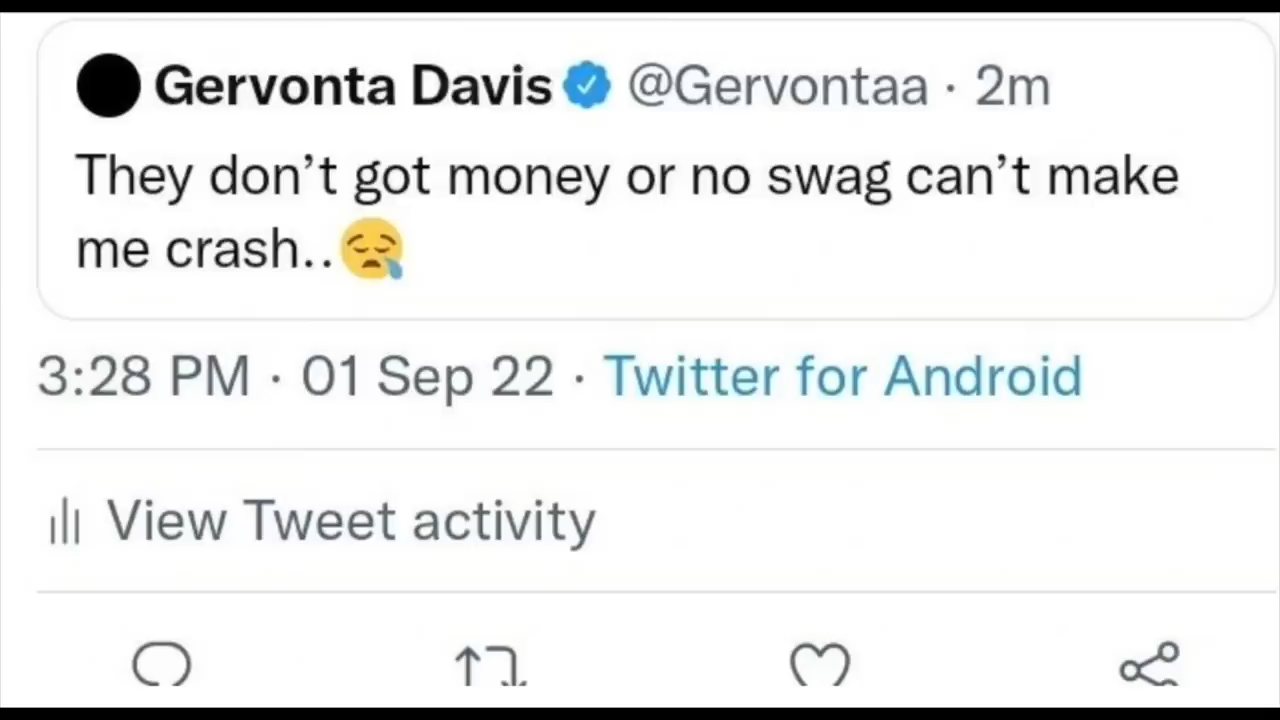 Gervonta Davis @Gervontaa · 2m
They don’t got money or no swag can’t make
me crash..😪
3:28 PM · 01 Sep 22 · Twitter for Android
View Tweet activity